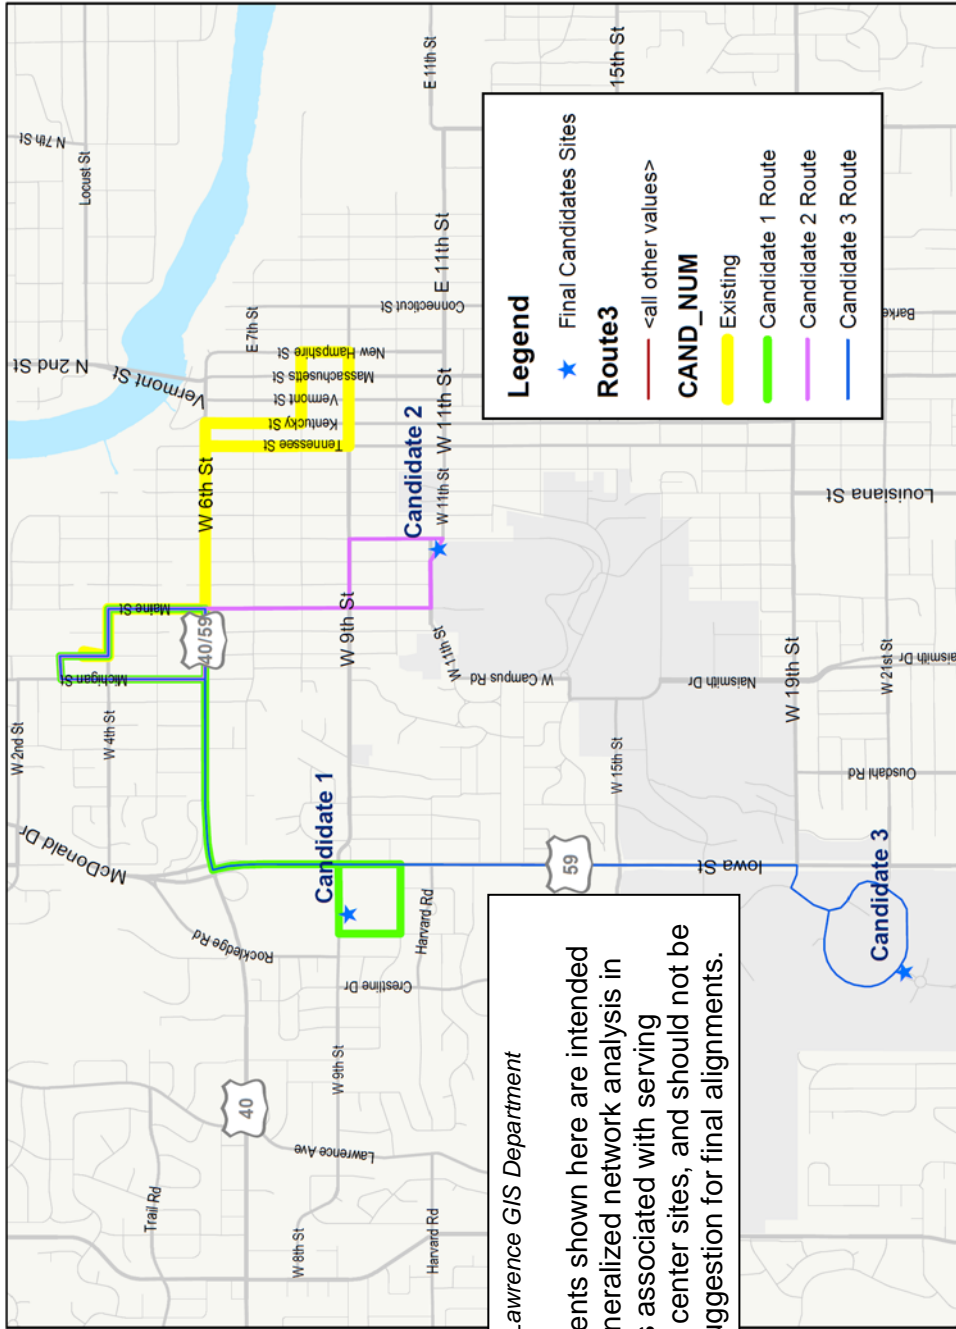 N 7th St
Locust St
E 11th St
15th St
N 2nd St
Vermont St
E 7th St
Connecticut St
E 11th St
New Hampshire St
Massachusetts St
Vermont St
Kentucky St
Tennessee St
W 6th St
W 11th St
W 11th St
Candidate 2
Louisiana St
Maine St
40/59
W 9th St
W 11th St
Michigan St
W Campus Rd
Naismith Dr
W 19th St
W 21st St
W 2nd St
W 4th St
W 15th St
Ousdahl Rd
McDonald Dr
Candidate 1
59
Iowa St
Candidate 3
Rockledge Rd
Harvard Rd
Crestline Dr
W 9th St
40
Lawrence Ave
Trail Rd
W 8th St
Harvard Rd
Legend
Final Candidates Sites
Route3
<all other values>
CAND_NUM
Existing
Candidate 1 Route
Candidate 2 Route
Candidate 3 Route
Lawrence GIS Department
ents shown here are intended
neralized network analysis in
s associated with serving
center sites, and should not be
uggestion for final alignments.